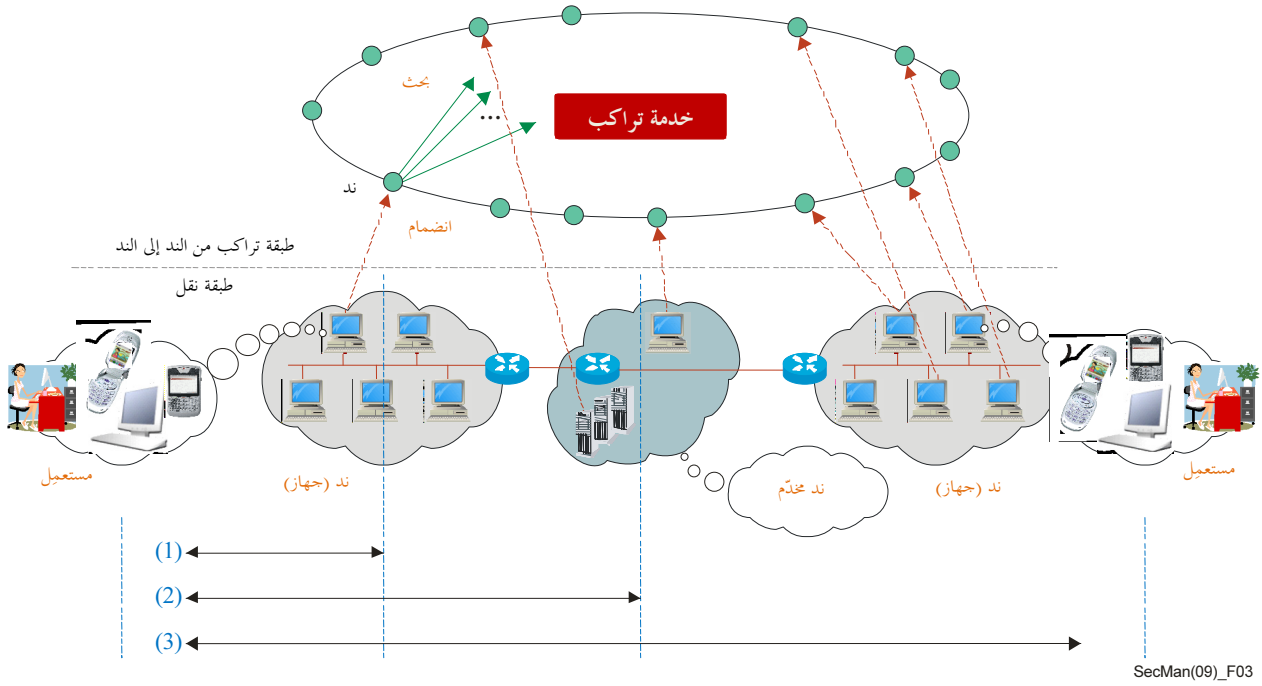 بحث
...
خدمة تراكب
ند
انضمام
طبقة تراكب من الند إلى الند
طبقة نقل
مستعمِل
ند (جهاز)
ند مخدّم
ند (جهاز)
مستعمِل
(1)
(2)
(3)
SecMan(09)_F03